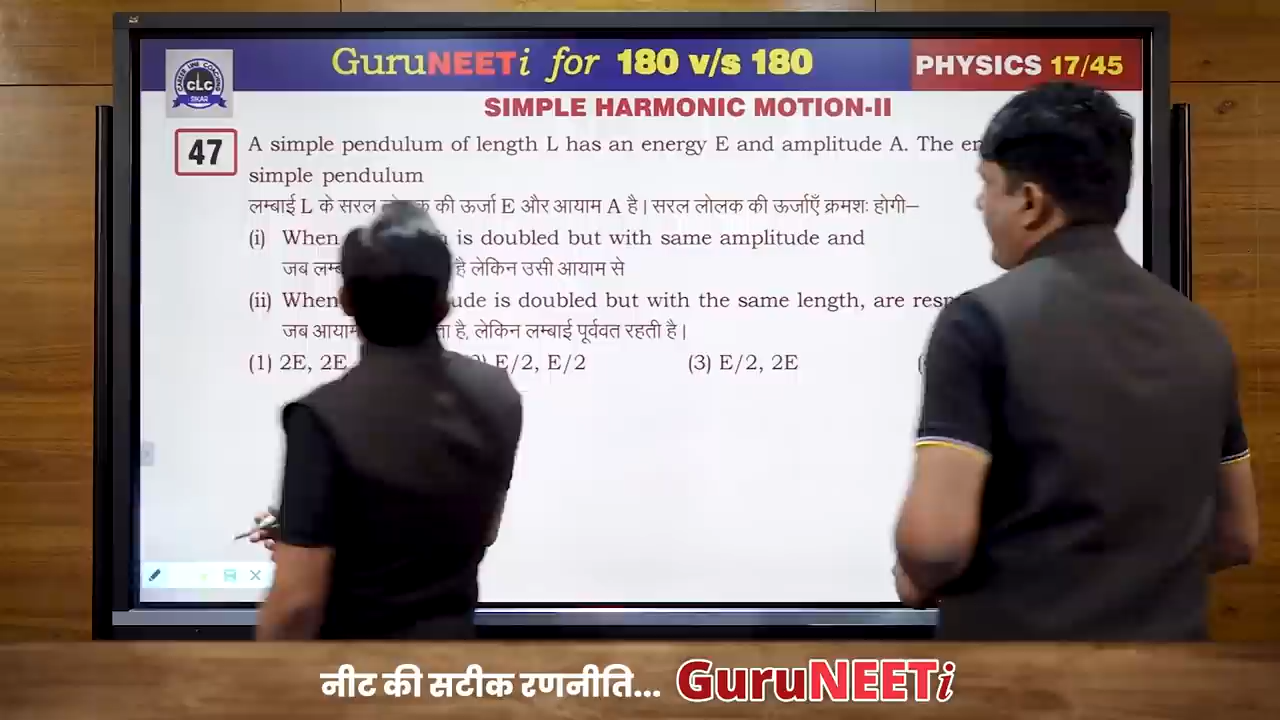 CLC
SIKAR
GuruNEETi for 180 v/s 180
PHYSICS 17/45
SIMPLE HARMONIC MOTION-II
47
A simple pendulum of length L has an energy E and amplitude A. The
simple pendulum
लम्बाई L के सरल की ऊर्जा E और आयाम A है। सरल लोलक की ऊर्जाएँ क्रमशः होगी–
(i) When is doubled but with same amplitude and
जब है लेकिन उसी आयाम से
(ii) When is doubled but with the same length, are
जब आयाम है, लेकिन लम्बाई पूर्ववत रहती है।
(1) 2E, 2E E/2, E/2 (3) E/2, 2E
नीट की सटीक रणनीति... GuruNEETi